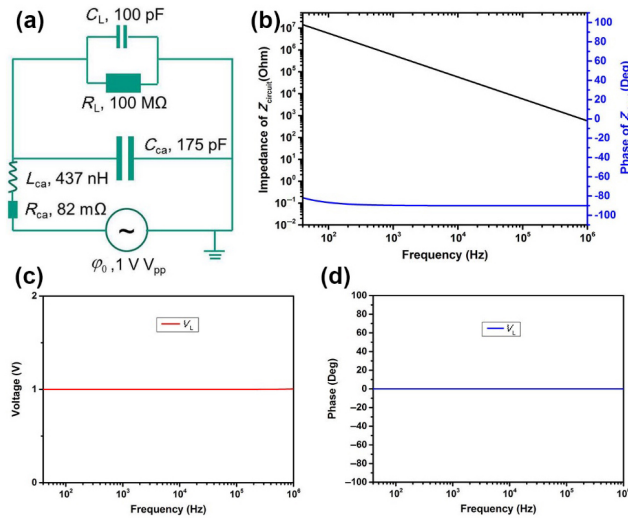 (a)
C_L, 100 pF
R_L, 100 MΩ
C_ca, 175 pF
L_ca, 437 nH
R_ca, 82 mΩ
~
φ_0 ,1 V V_pp
(b)
Impedance of Z_circuit(Ohm)
10^7
10^6
10^5
10^4
10^3
10^2
10^1
10^0
10^−1
10^−2
100
80
60
40
20
0
−20
−40
−60
−80
−100
Phase of Z (Deg)
10^2 10^3 10^4 10^5 10^6
Frequency (Hz)
(c)
Voltage (V)
2
1
0
V_L
10^2 10^3 10^4 10^5 10^6
Frequency (Hz)
(d)
Phase (Deg)
100
80
60
40
20
0
−20
−40
−60
−80
−100
V_L
10^2 10^3 10^4 10^5 10^6
Frequency (Hz)